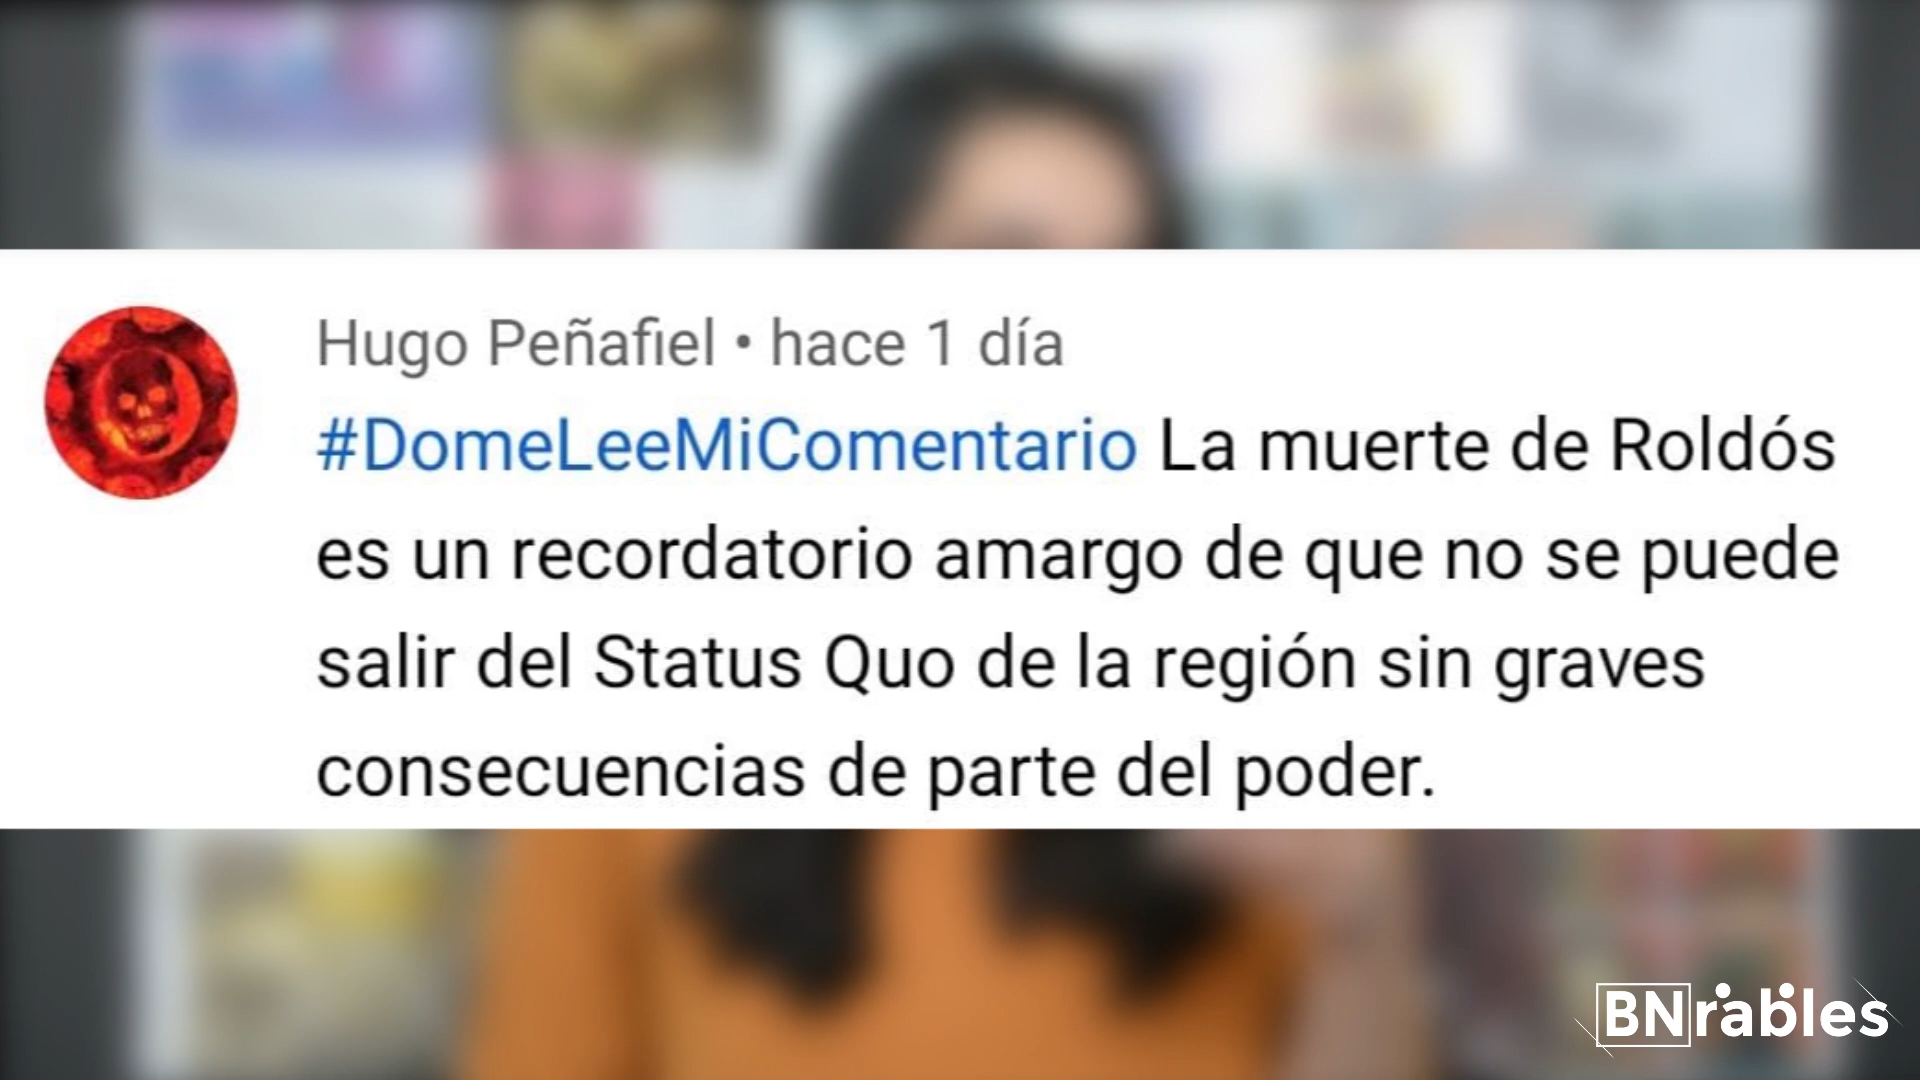 Hugo Peñafiel • hace 1 día
#DomeLeeMiComentario La muerte de Roldós
es un recordatorio amargo de que no se puede
salir del Status Quo de la región sin graves
consecuencias de parte del poder.
BNrables